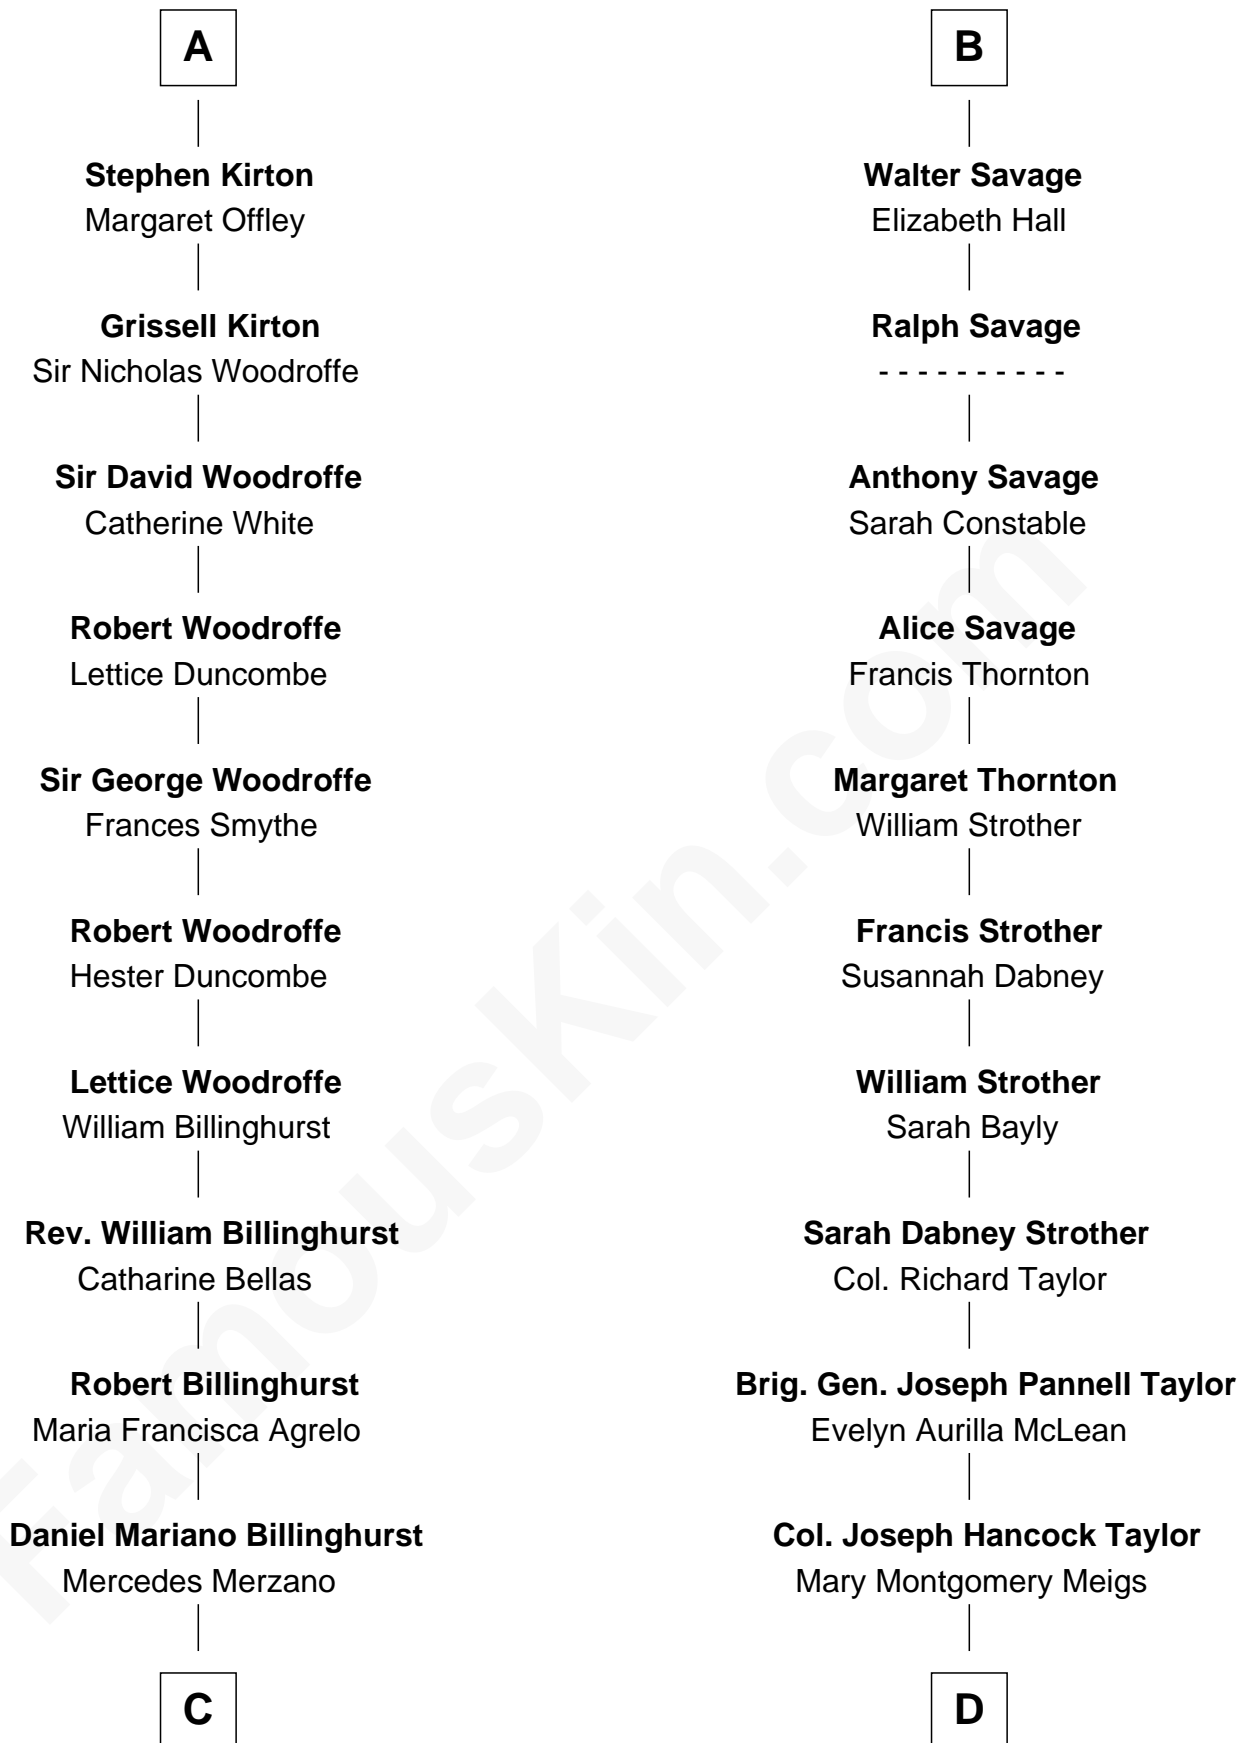 A
Stephen Kirton
Margaret Offley
Grissell Kirton
Sir Nicholas Woodroffe
Sir David Woodroffe
Catherine White
Robert Woodroffe
Lettice Duncombe
Sir George Woodroffe
Frances Smythe
Robert Woodroffe
Hester Duncombe
Lettice Woodroffe
William Billinghurst
Rev. William Billinghurst
Catharine Bellas
Robert Billinghurst
Maria Francisca Agrelo
Daniel Mariano Billinghurst
Mercedes Merzano
C
B
Walter Savage
Elizabeth Hall
Ralph Savage
- - - - - - - - - -
Anthony Savage
Sarah Constable
Alice Savage
Francis Thornton
Margaret Thornton
William Strother
Francis Strother
Susannah Dabney
William Strother
Sarah Bayly
Sarah Dabney Strother
Col. Richard Taylor
Brig. Gen. Joseph Pannell Taylor
Evelyn Aurilla McLean
Col. Joseph Hancock Taylor
Mary Montgomery Meigs
D
FamousKin.com